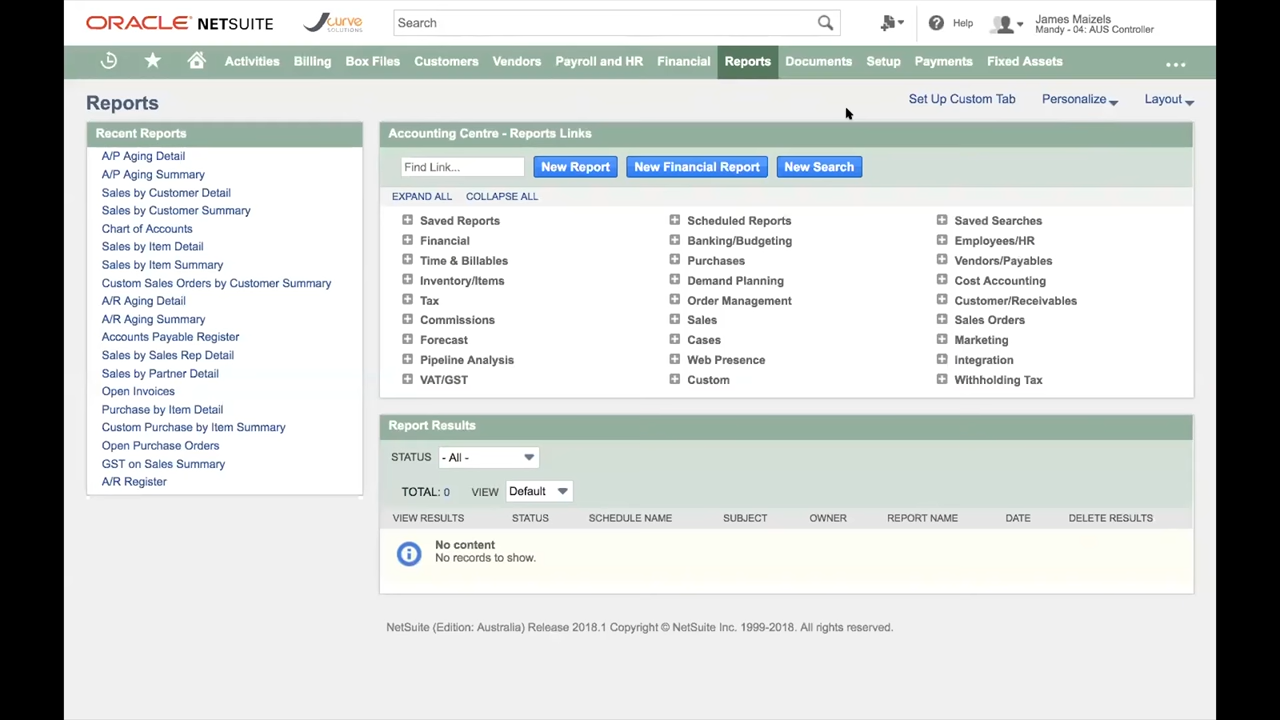 ORACLE NETSUITE
curve SOLUTIONS
Search
Help
James Maizels
Mandy - 04: AUS Controller
Activities Billing Box Files Customers Vendors Payroll and HR Financial Reports Documents Setup Payments Fixed Assets
Reports
Set Up Custom Tab Personalize Layout
Recent Reports
A/P Aging Detail
A/P Aging Summary
Sales by Customer Detail
Sales by Customer Summary
Chart of Accounts
Sales by Item Detail
Sales by Item Summary
Custom Sales Orders by Customer Summary
A/R Aging Detail
A/R Aging Summary
Accounts Payable Register
Sales by Sales Rep Detail
Sales by Partner Detail
Open Invoices
Purchase by Item Detail
Custom Purchase by Item Summary
Open Purchase Orders
GST on Sales Summary
A/R Register
Accounting Centre - Reports Links
Find Link... New Report New Financial Report New Search
EXPAND ALL COLLAPSE ALL
Saved Reports Scheduled Reports Saved Searches
Financial Banking/Budgeting Employees/HR
Time & Billables Purchases Vendors/Payables
Inventory/Items Demand Planning Cost Accounting
Tax Order Management Customer/Receivables
Commissions Sales Sales Orders
Forecast Cases Marketing
Pipeline Analysis Web Presence Integration
VAT/GST Custom Withholding Tax
Report Results
STATUS - All -
TOTAL: 0 VIEW Default
VIEW RESULTS STATUS SCHEDULE NAME SUBJECT OWNER REPORT NAME DATE DELETE RESULTS
No content
No records to show.
NetSuite (Edition: Australia) Release 2018.1 Copyright © NetSuite Inc. 1999-2018. All rights reserved.